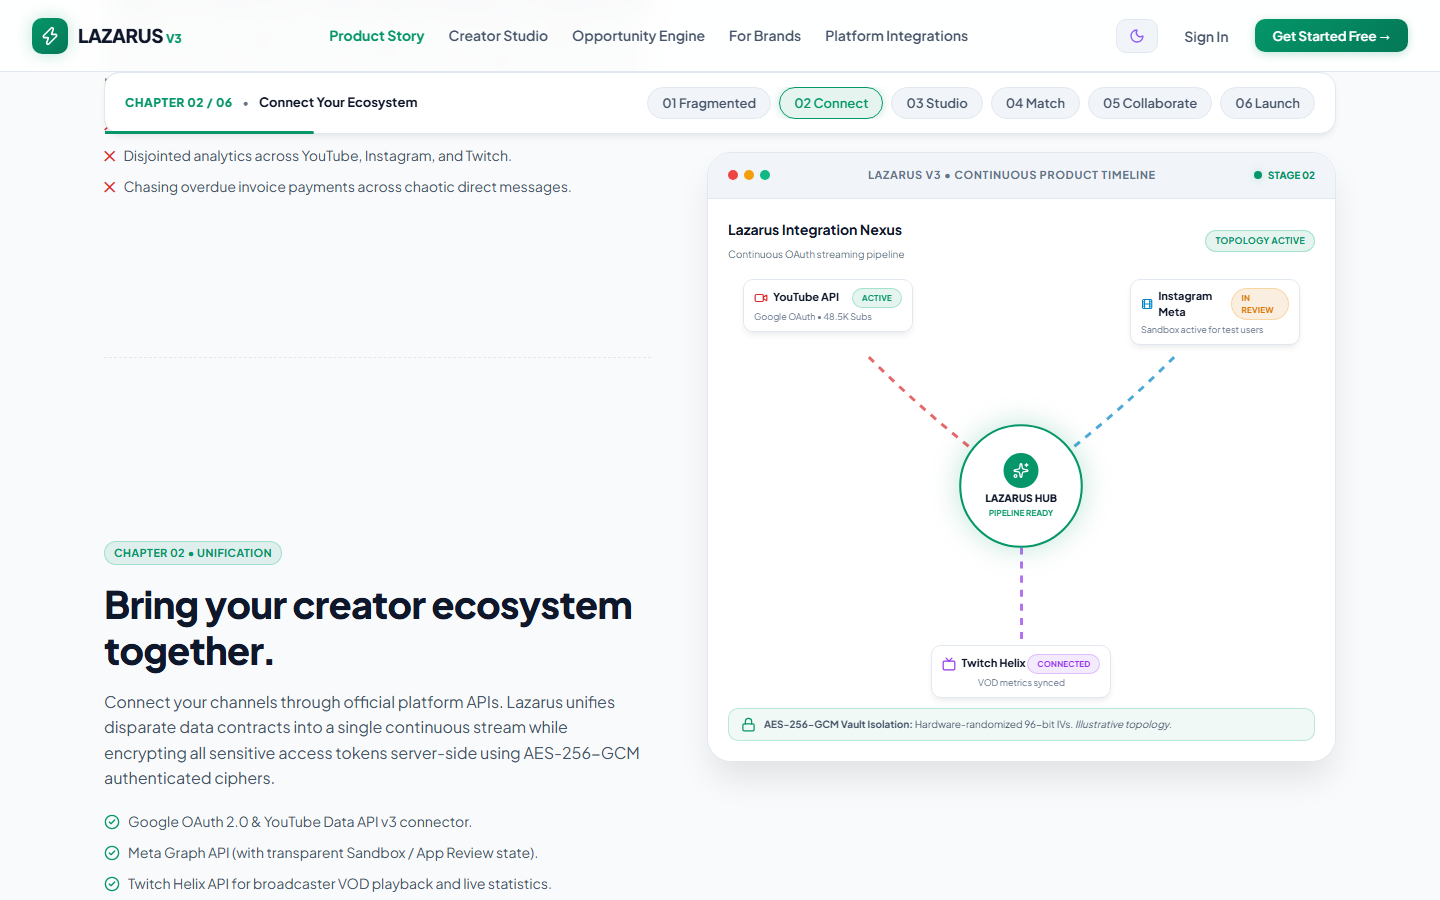 LAZARUS V3
Product Story
Creator Studio
Opportunity Engine
For Brands
Platform Integrations
Sign In
Get Started Free →
CHAPTER 02 / 06 • Connect Your Ecosystem
01 Fragmented
02 Connect
03 Studio
04 Match
05 Collaborate
06 Launch
Disjointed analytics across YouTube, Instagram, and Twitch.
Chasing overdue invoice payments across chaotic direct messages.
CHAPTER 02 • UNIFICATION
Bring your creator ecosystem
together.
Connect your channels through official platform APIs. Lazarus unifies
disparate data contracts into a single continuous stream while
encrypting all sensitive access tokens server-side using AES-256-GCM
authenticated ciphers.
Google OAuth 2.0 & YouTube Data API v3 connector.
Meta Graph API (with transparent Sandbox / App Review state).
Twitch Helix API for broadcaster VOD playback and live statistics.
LAZARUS V3 • CONTINUOUS PRODUCT TIMELINE
STAGE 02
Lazarus Integration Nexus
Continuous OAuth streaming pipeline
TOPOLOGY ACTIVE
YouTube API
ACTIVE
Google OAuth • 48.5K Subs
Instagram
Meta
IN
REVIEW
Sandbox active for test users
LAZARUS HUB
PIPELINE READY
Twitch Helix
CONNECTED
VOD metrics synced
AES-256-GCM Vault Isolation: Hardware-randomized 96-bit IVs. Illustrative topology.